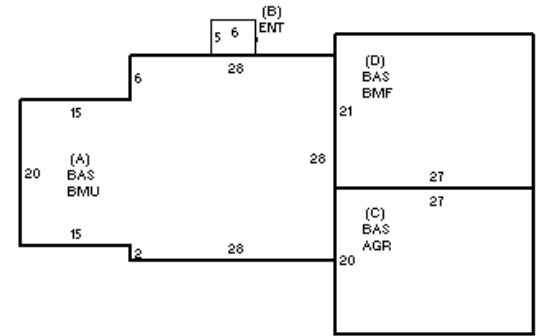 (B)
ENT
5 6
28
6
(D)
BAS
BMF
21
15
28
20
(A)
BAS
BMU
27
27
(C)
BAS
AGR
15
2
28
20